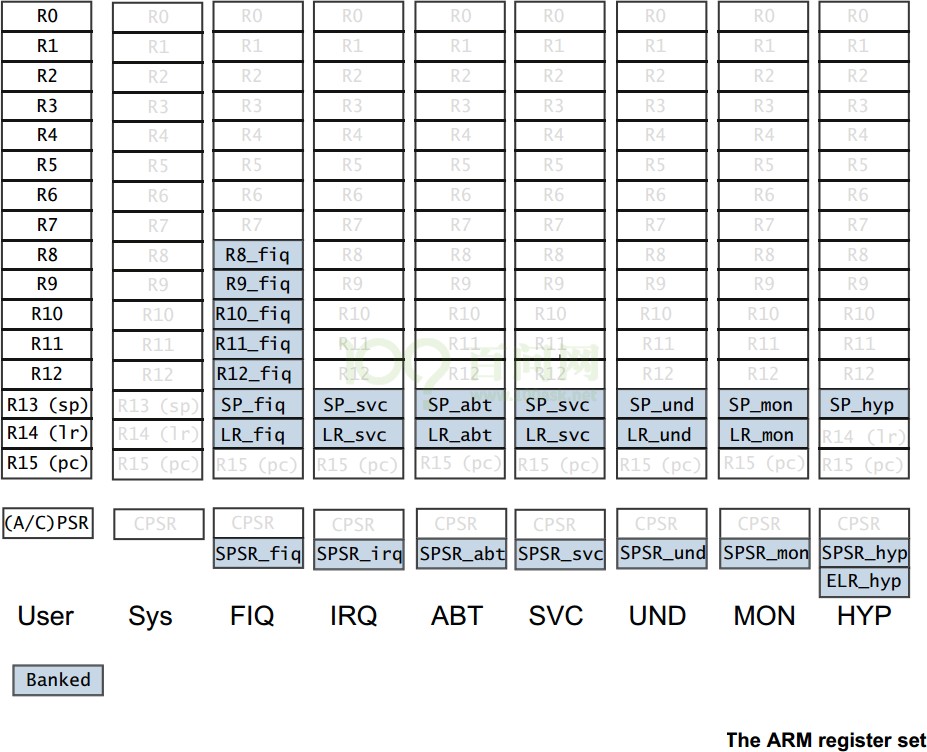 R0 R0 R0 R0 R0 R0 R0 R0 R0
R1 R1 R1 R1 R1 R1 R1 R1 R1
R2 R2 R2 R2 R2 R2 R2 R2 R2
R3 R3 R3 R3 R3 R3 R3 R3 R3
R4 R4 R4 R4 R4 R4 R4 R4 R4
R5 R5 R5 R5 R5 R5 R5 R5 R5
R6 R6 R6 R6 R6 R6 R6 R6 R6
R7 R7 R7 R7 R7 R7 R7 R7 R7
R8 R8 R8_fiq R8 R8 R8 R8 R8 R8
R9 R9 R9_fiq R9 R9 R9 R9 R9 R9
R10 R10 R10_fiq R10 R10 R10 R10 R10 R10
R11 R11 R11_fiq R11 R11 R11 R11 R11 R11
R12 R12 R12_fiq R12 R12 R12 R12 R12 R12
100 百问网
R13 (sp) R13 (sp) SP_fiq SP_svc SP_abt SP_svc SP_und SP_mon SP_hyp
R14 (lr) R14 (lr) LR_fiq LR_svc LR_abt LR_svc LR_und LR_mon R14 (lr)
R15 (pc) R15 (pc) R15 (pc) R15 (pc) R15 (pc) R15 (pc) R15 (pc) R15 (pc) R15 (pc)
(A/C)PSR CPSR CPSR CPSR CPSR CPSR CPSR CPSR CPSR
SPSR_fiq SPSR_irq SPSR_abt SPSR_svc SPSR_und SPSR_mon SPSR_hyp
ELR_hyp
User Sys FIQ IRQ ABT SVC UND MON HYP
Banked
The ARM register set